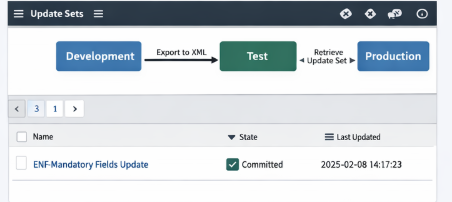 Update Sets
Development
Export to XML
Test
Retrieve
Update Set
Production
< 3 1 >
Name
State
Last Updated
ENF-Mandatory Fields Update
Committed
2025-02-08 14:17:23